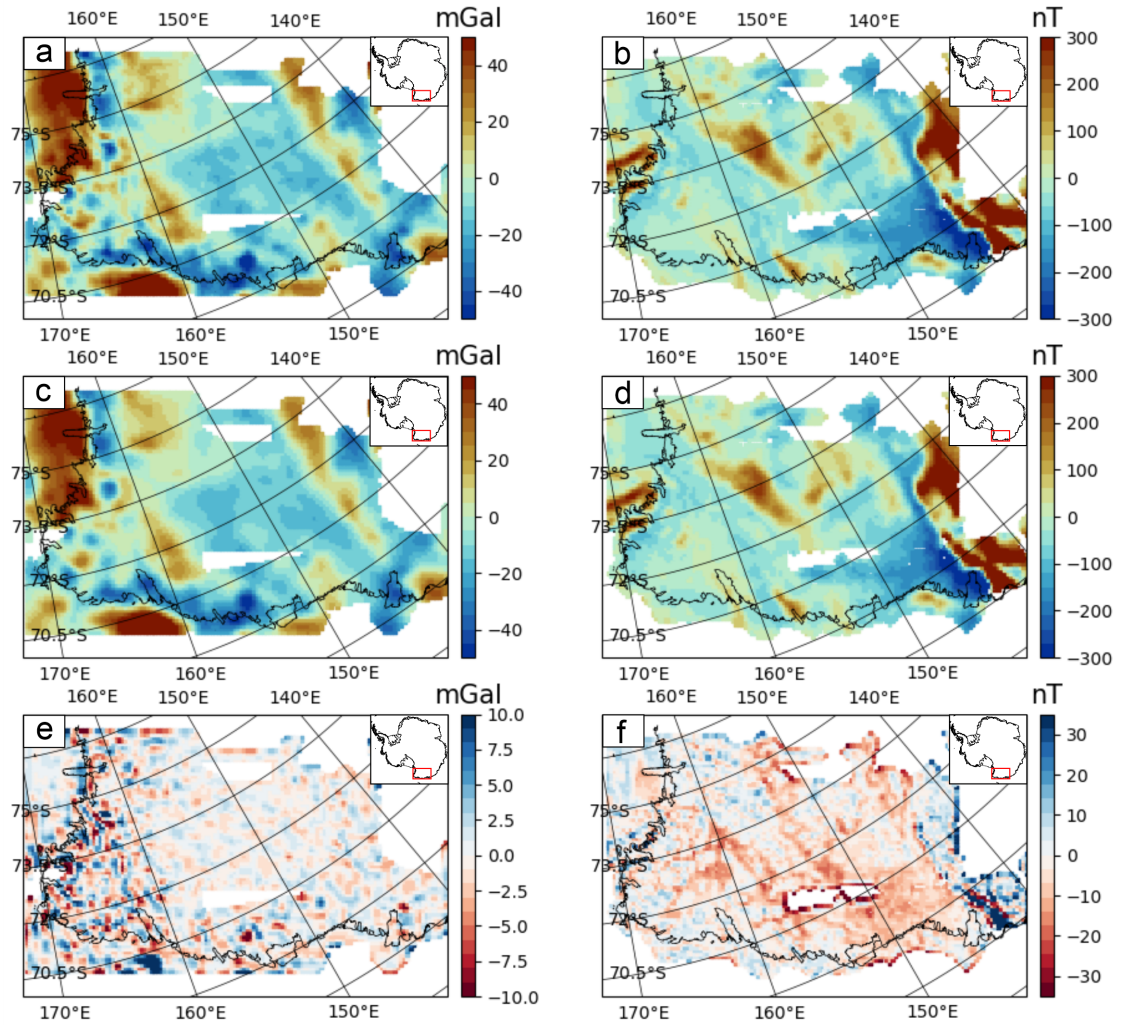 160°E 150°E 140°E mGal
a
40
20
0
−20
−40
75°S
73.5°S
72°S
70.5°S
170°E 160°E 150°E
160°E 150°E 140°E nT
b
300
200
100
0
−100
−200
−300
75°S
73.5°S
72°S
70.5°S
170°E 160°E 150°E
160°E 150°E 140°E mGal
c
40
20
0
−20
−40
75°S
73.5°S
72°S
70.5°S
170°E 160°E 150°E
160°E 150°E 140°E nT
d
300
200
100
0
−100
−200
−300
75°S
73.5°S
72°S
70.5°S
170°E 160°E 150°E
160°E 150°E 140°E mGal
e
10.0
7.5
5.0
2.5
0.0
−2.5
−5.0
−7.5
−10.0
75°S
73.5°S
72°S
70.5°S
170°E 160°E 150°E
160°E 150°E 140°E nT
f
30
20
10
0
−10
−20
−30
75°S
73.5°S
72°S
70.5°S
170°E 160°E 150°E